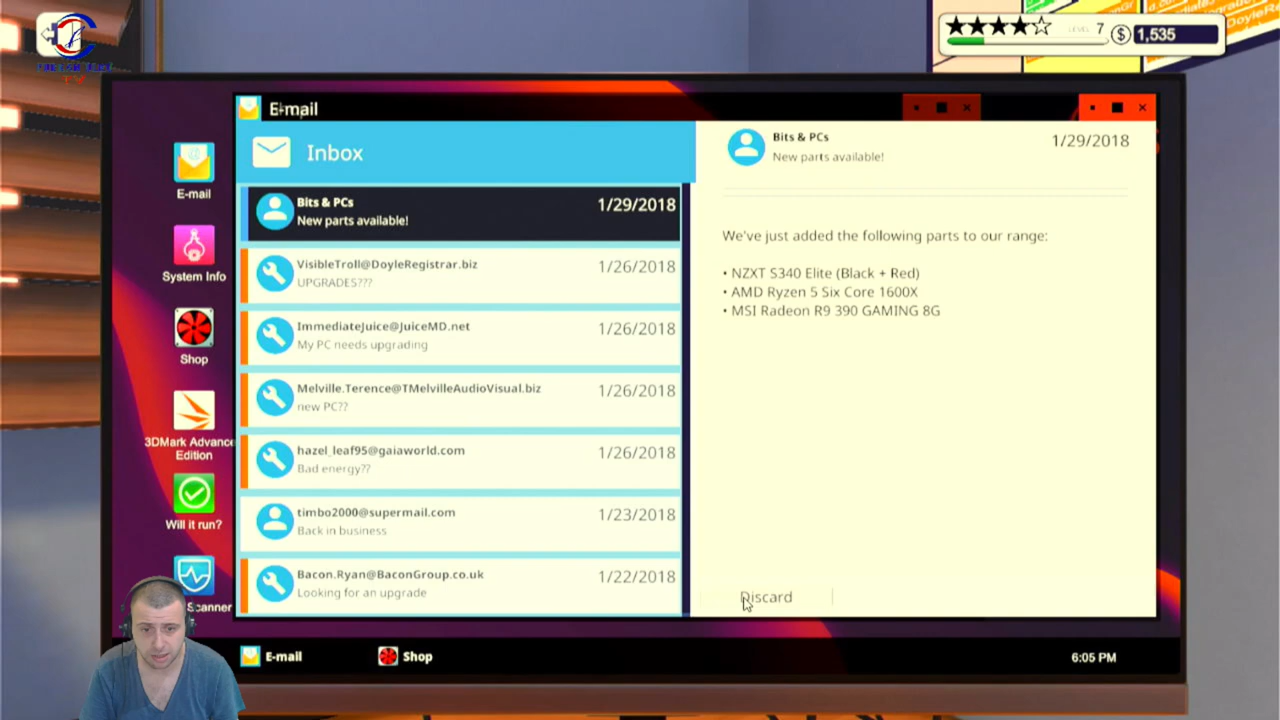 LEVEL 7
$ 1,535
E-mail
Inbox
Bits & PCs
New parts available!
1/29/2018
VisibleTroll@DoyleRegistrar.biz
UPGRADES???
1/26/2018
ImmediateJuice@JuiceMD.net
My PC needs upgrading
1/26/2018
Melville.Terence@TMelvilleAudioVisual.biz
new PC??
1/26/2018
hazel_leaf95@gaiaworld.com
Bad energy??
1/26/2018
timbo2000@supermail.com
Back in business
1/23/2018
Bacon.Ryan@BaconGroup.co.uk
Looking for an upgrade
1/22/2018
Bits & PCs
New parts available!
1/29/2018
We've just added the following parts to our range:
• NZXT S340 Elite (Black + Red)
• AMD Ryzen 5 Six Core 1600X
• MSI Radeon R9 390 GAMING 8G
Discard
E-mail
System Info
Shop
3DMark Advance
Edition
Will it run?
Scanner
E-mail
Shop
6:05 PM